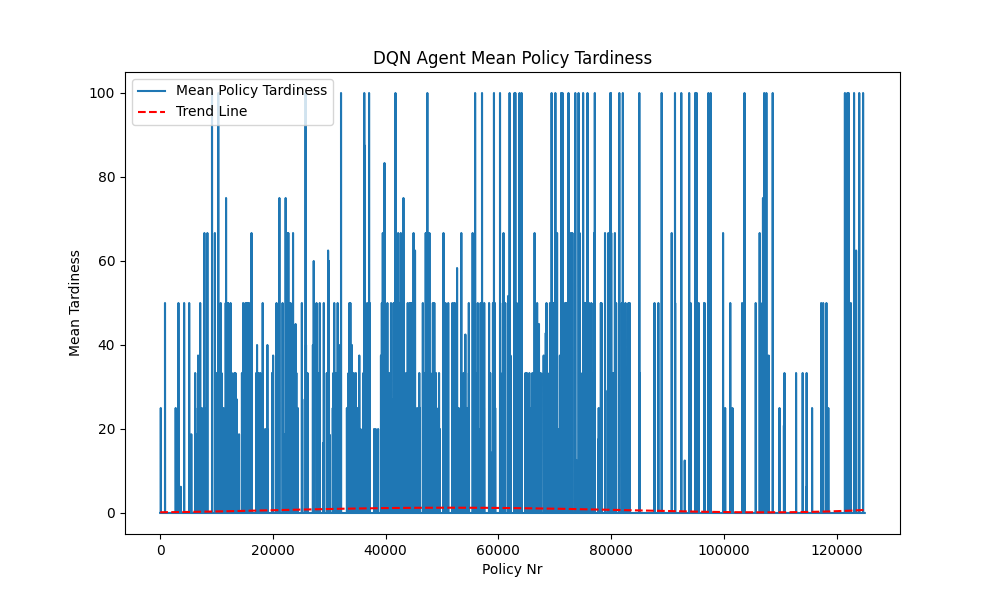 DQN Agent Mean Policy Tardiness
Mean Policy Tardiness
Trend Line
100
80
60
40
20
0
Mean Tardiness
0 20000 40000 60000 80000 100000 120000
Policy Nr